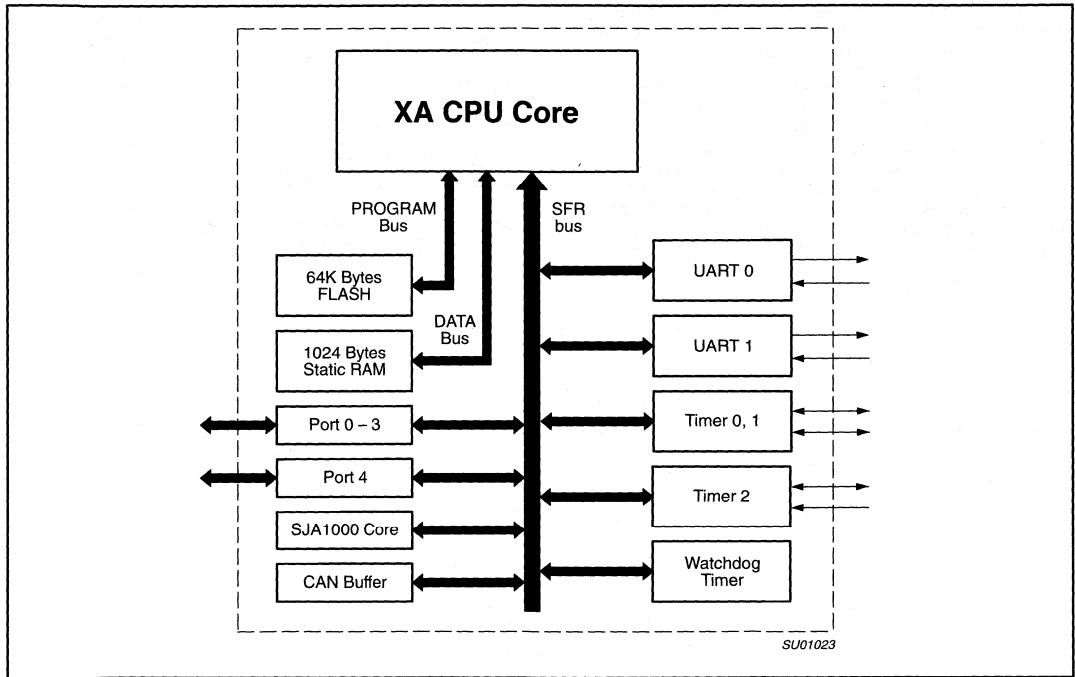 XA CPU Core
PROGRAM
Bus
SFR
bus
64K Bytes
FLASH
DATA
Bus
1024 Bytes
Static RAM
Port 0 – 3
Port 4
SJA1000 Core
CAN Buffer
UART 0
UART 1
Timer 0, 1
Timer 2
Watchdog
Timer
SU01023